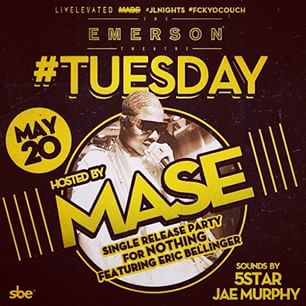 LIVELEVATED MADE #JLNIGHTS #FCKYOCOUCH
THE
EMERSON
THEATRE
#TUESDAY
MAY
20
HOSTED BY
MASE
SINGLE RELEASE PARTY
FOR NOTHING
FEATURING ERIC BELLINGER
sbe
SOUNDS BY
5STAR
JAE MURPHY